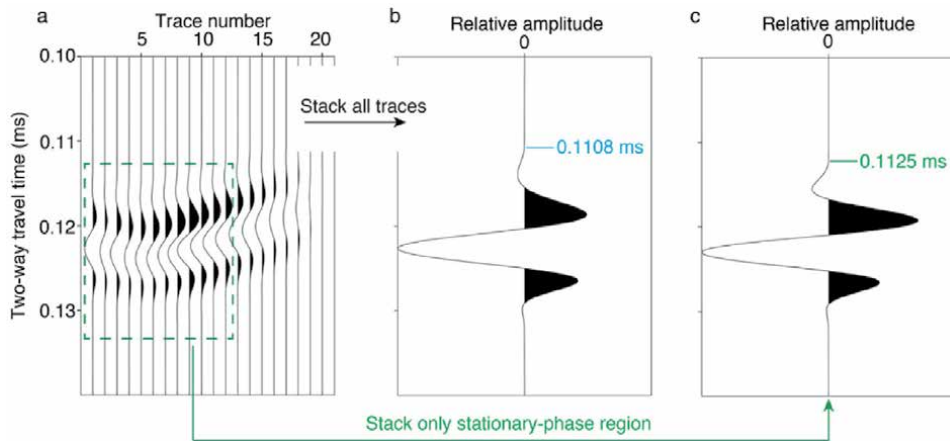 a
Trace number
5 10 15 20
Two-way travel time (ms)
0.10
0.11
0.12
0.13
Stack all traces
b
Relative amplitude
0
0.1108 ms
c
Relative amplitude
0
0.1125 ms
Stack only stationary-phase region